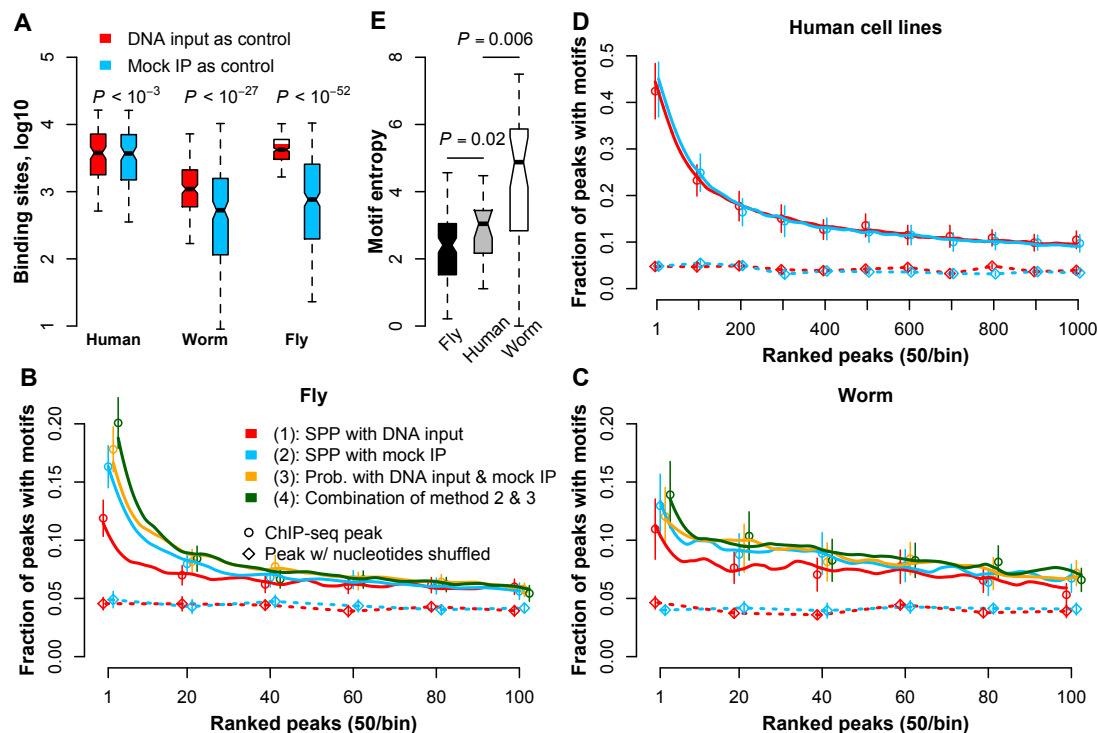 A
DNA input as control
Mock IP as control
Binding sites, log10
5
4
3
2
1
P < 10⁻³
P < 10⁻²⁷
P < 10⁻⁵²
Human
Worm
Fly
E
P = 0.006
P = 0.02
Motif entropy
8
6
4
2
0
Fly
Human
Worm
D
Human cell lines
Fraction of peaks with motifs
0.5
0.4
0.3
0.2
0.1
0.0
1
200
400
600
800
1000
Ranked peaks (50/bin)
B
Fly
(1): SPP with DNA input
(2): SPP with mock IP
(3): Prob. with DNA input & mock IP
(4): Combination of method 2 & 3
ChIP-seq peak
Peak w/ nucleotides shuffled
Fraction of peaks with motifs
0.20
0.15
0.10
0.05
0.00
1
20
40
60
80
100
Ranked peaks (50/bin)
C
Worm
Fraction of peaks with motifs
0.20
0.15
0.10
0.05
0.00
1
20
40
60
80
100
Ranked peaks (50/bin)